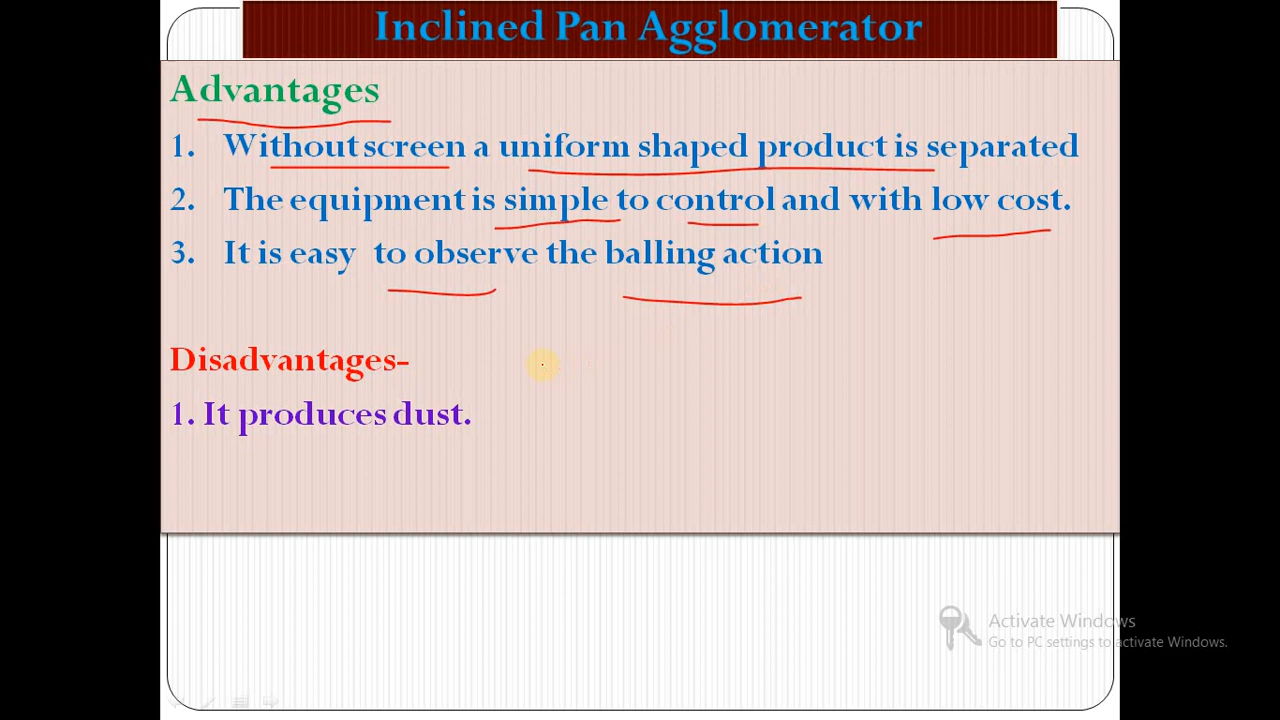 Inclined Pan Agglomerator
Advantages
1. Without screen a uniform shaped product is separated
2. The equipment is simple to control and with low cost.
3. It is easy to observe the balling action
Disadvantages-
1. It produces dust.
Activate Windows
Go to PC settings to activate Windows.